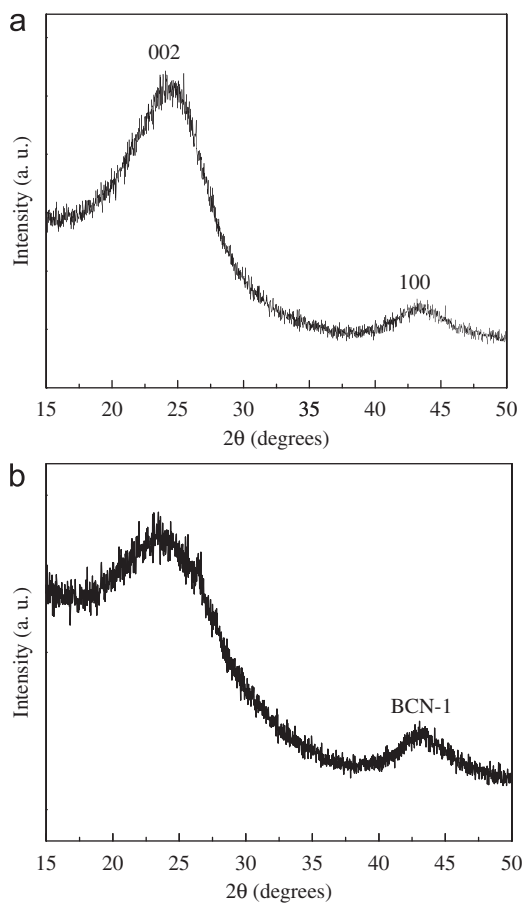 a
002
100
Intensity (a. u.)
15 20 25 30 35 40 45 50
2θ (degrees)
b
BCN-1
Intensity (a. u.)
15 20 25 30 35 40 45 50
2θ (degrees)